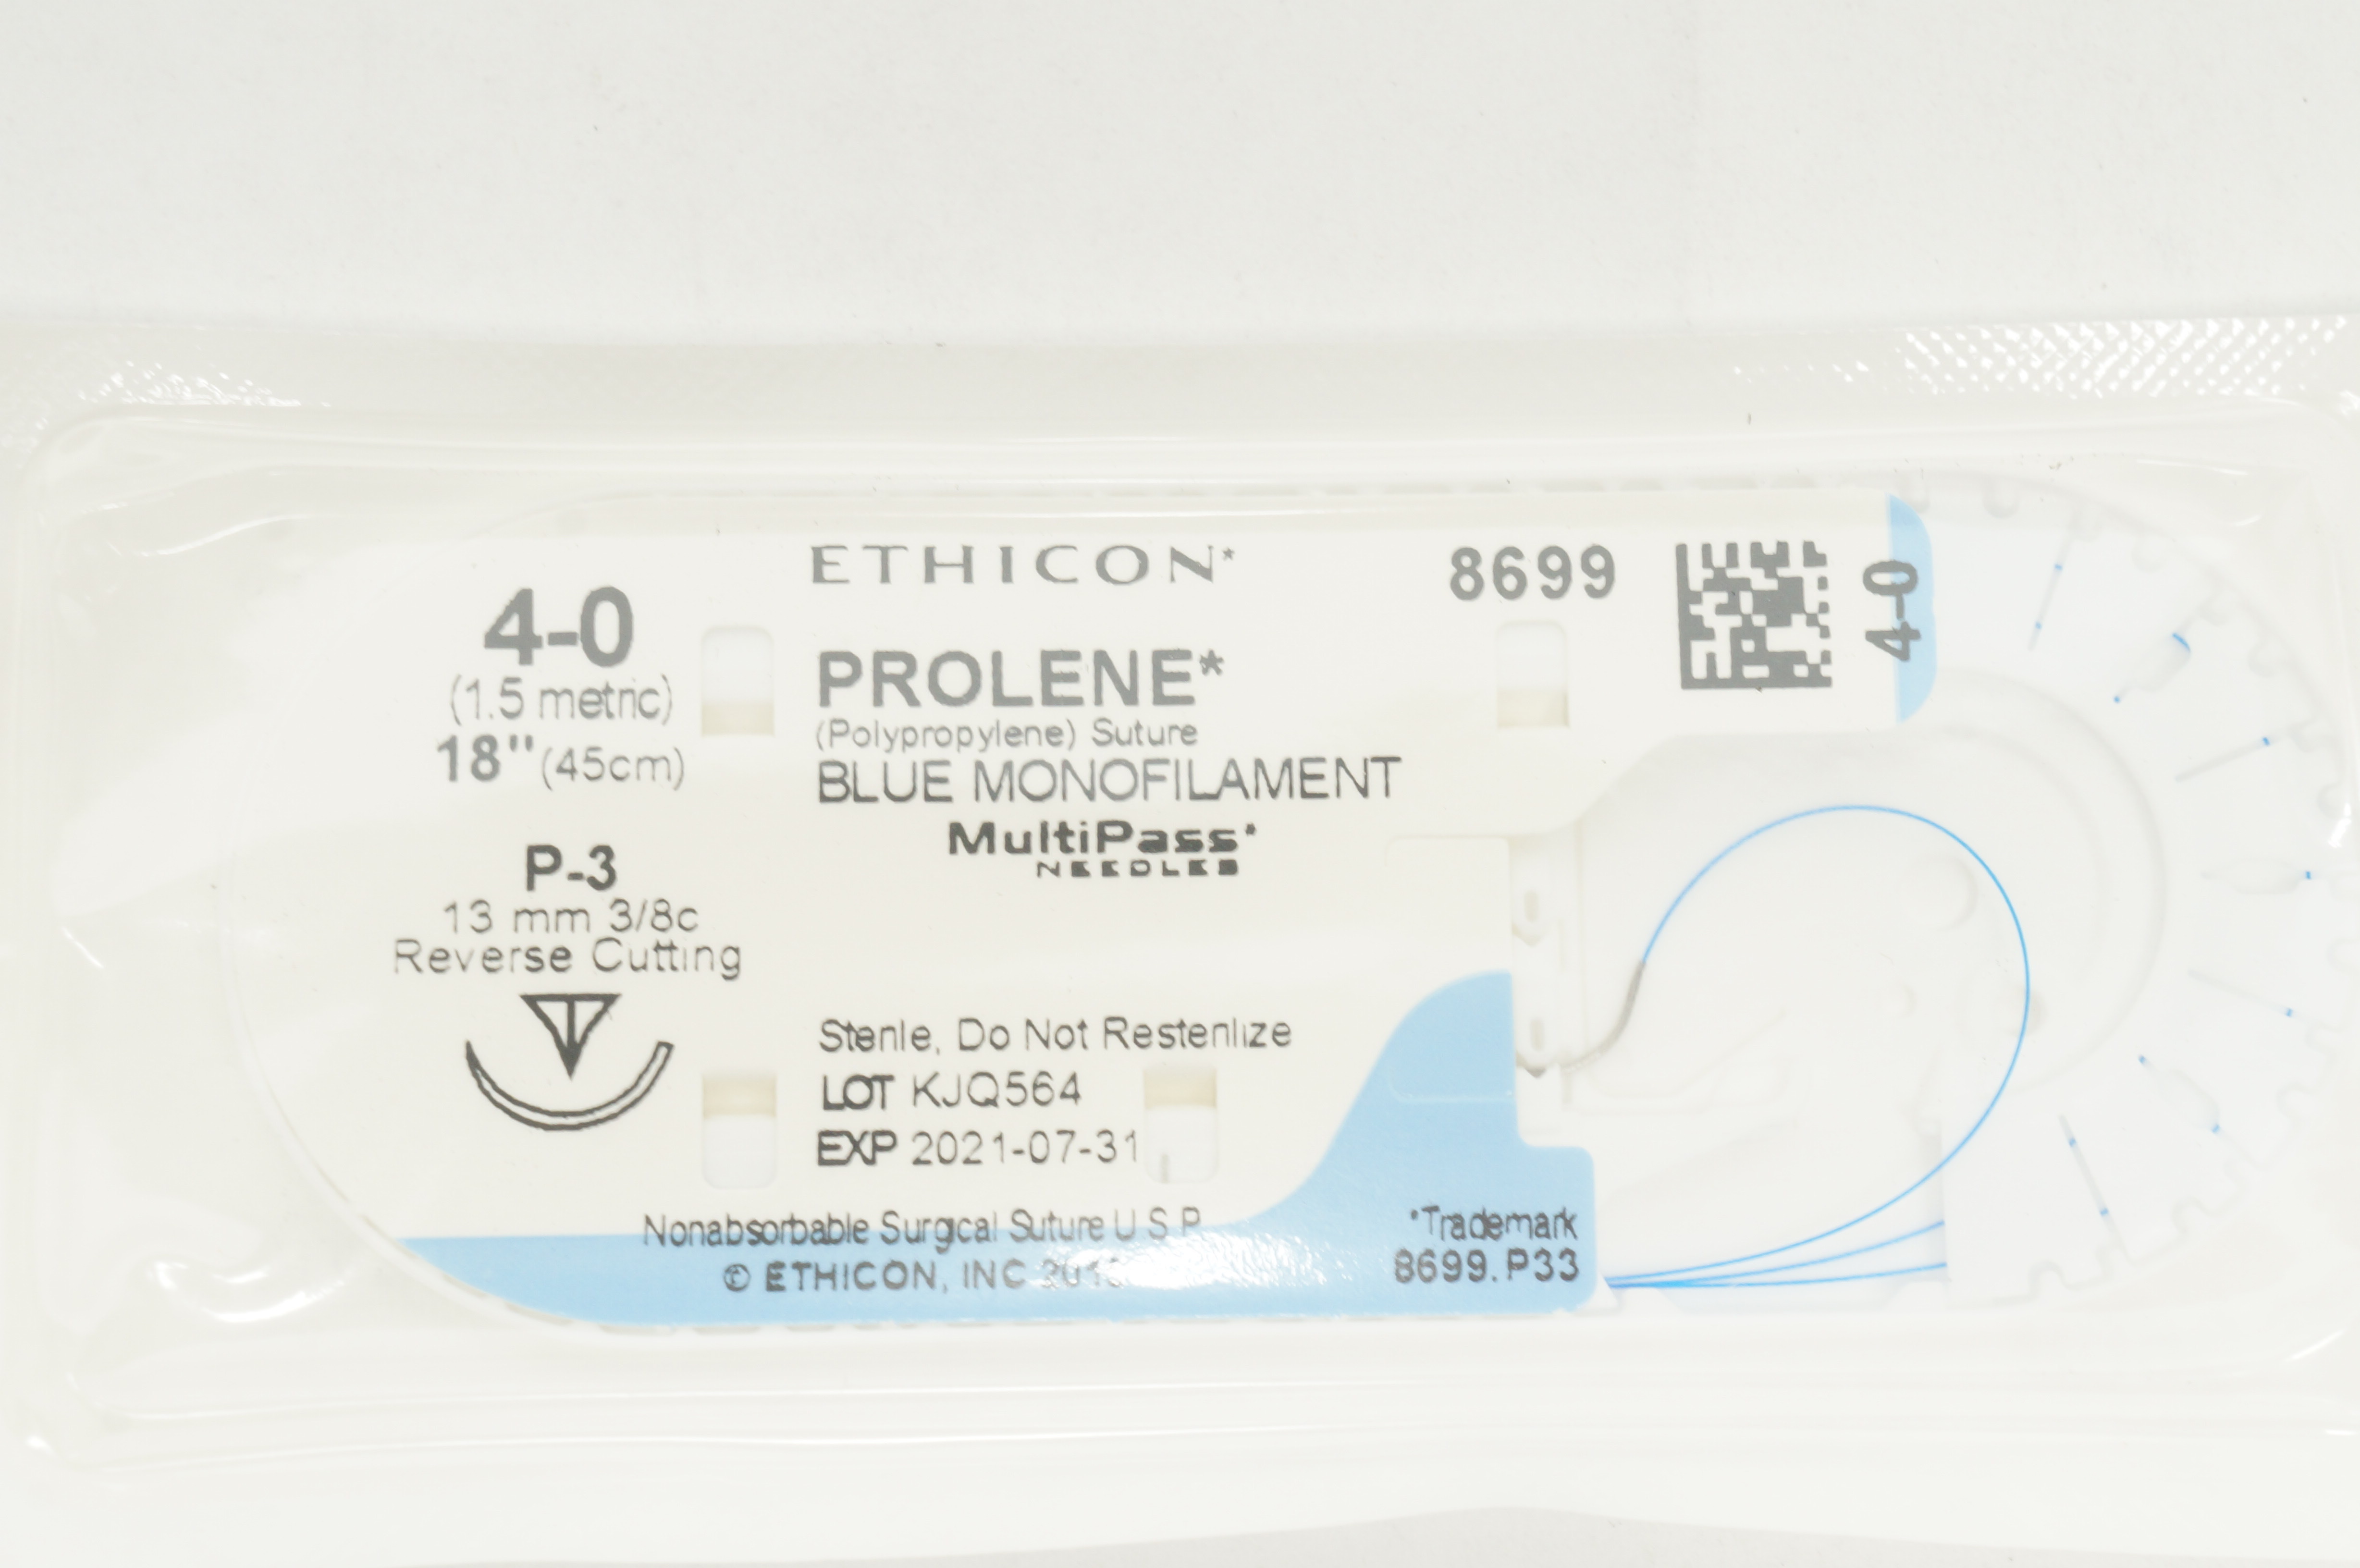 ETHICON*
8699
4-0
4-0
(1.5 metric)
18" (45cm)
PROLENE*
(Polypropylene) Suture
BLUE MONOFILAMENT
MultiPass*
NEEDLES
P-3
13 mm 3/8c
Reverse Cutting
Sterile, Do Not Resterilize
LOT KJQ564
EXP 2021-07-31
Nonabsorbable Surgical Suture U S P
© ETHICON, INC
*Trademark
8699.P33